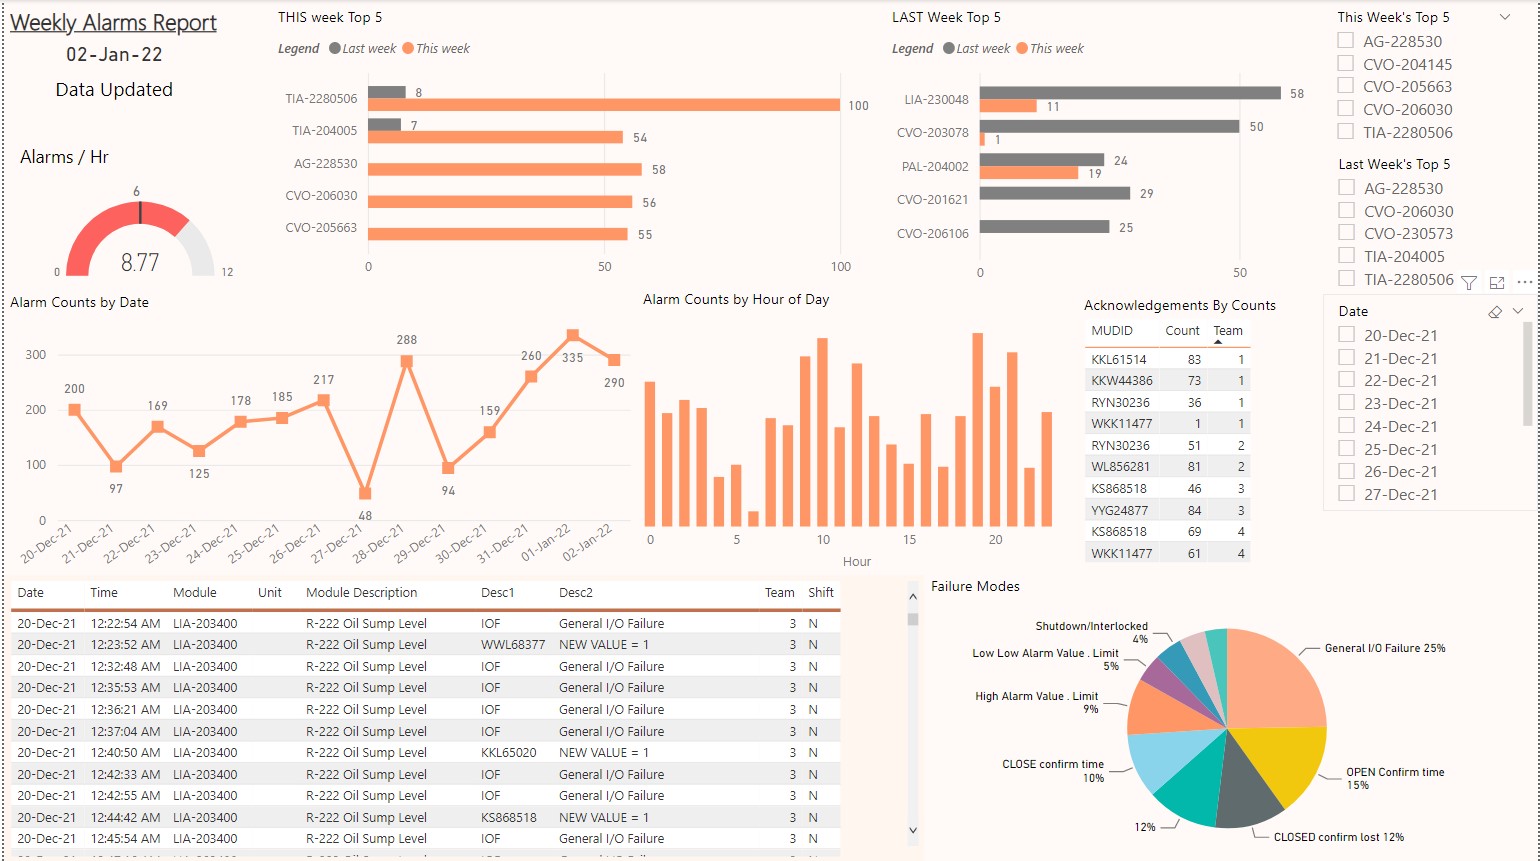 Weekly Alarms Report
02-Jan-22
Data Updated
Alarms / Hr
6
8.77
0
12
THIS week Top 5
Legend Last week This week
TIA-2280506 8 100
TIA-204005 7 54
AG-228530 58
CVO-206030 56
CVO-205663 55
0 50 100
LAST Week Top 5
Legend Last week This week
LIA-230048 58 11
CVO-203078 50 1
PAL-204002 24 19
CVO-201621 29
CVO-206106 25
0 50
This Week's Top 5
AG-228530
CVO-204145
CVO-205663
CVO-206030
TIA-2280506
Last Week's Top 5
AG-228530
CVO-206030
CVO-230573
TIA-204005
TIA-2280506
Date
20-Dec-21
21-Dec-21
22-Dec-21
23-Dec-21
24-Dec-21
25-Dec-21
26-Dec-21
27-Dec-21
Alarm Counts by Date
300
200
100
0
200 97 169 125 178 185 217 48 288 94 159 260 335 290
20-Dec-21 21-Dec-21 22-Dec-21 23-Dec-21 24-Dec-21 25-Dec-21 26-Dec-21 27-Dec-21 28-Dec-21 29-Dec-21 30-Dec-21 31-Dec-21 01-Jan-22 02-Jan-22
Alarm Counts by Hour of Day
0 5 10 15 20
Hour
Acknowledgements By Counts
MUDID Count Team
KKL61514 83 1
KKW44386 73 1
RYN30236 36 1
WKK11477 1 1
RYN30236 51 2
WL856281 81 2
KS868518 46 3
YYG24877 84 3
KS868518 69 4
WKK11477 61 4
Date Time Module Unit Module Description Desc1 Desc2 Team Shift
20-Dec-21 12:22:54 AM LIA-203400 R-222 Oil Sump Level IOF General I/O Failure 3 N
20-Dec-21 12:23:52 AM LIA-203400 R-222 Oil Sump Level WWL68377 NEW VALUE = 1 3 N
20-Dec-21 12:32:48 AM LIA-203400 R-222 Oil Sump Level IOF General I/O Failure 3 N
20-Dec-21 12:35:53 AM LIA-203400 R-222 Oil Sump Level IOF General I/O Failure 3 N
20-Dec-21 12:36:21 AM LIA-203400 R-222 Oil Sump Level IOF General I/O Failure 3 N
20-Dec-21 12:37:04 AM LIA-203400 R-222 Oil Sump Level IOF General I/O Failure 3 N
20-Dec-21 12:40:50 AM LIA-203400 R-222 Oil Sump Level KKL65020 NEW VALUE = 1 3 N
20-Dec-21 12:42:33 AM LIA-203400 R-222 Oil Sump Level IOF General I/O Failure 3 N
20-Dec-21 12:42:55 AM LIA-203400 R-222 Oil Sump Level IOF General I/O Failure 3 N
20-Dec-21 12:44:42 AM LIA-203400 R-222 Oil Sump Level KS868518 NEW VALUE = 1 3 N
20-Dec-21 12:45:54 AM LIA-203400 R-222 Oil Sump Level IOF General I/O Failure 3 N
Failure Modes
Shutdown/Interlocked
4%
Low Low Alarm Value . Limit
5%
High Alarm Value . Limit
9%
CLOSE confirm time
10%
12%
General I/O Failure 25%
OPEN Confirm time
15%
CLOSED confirm lost 12%